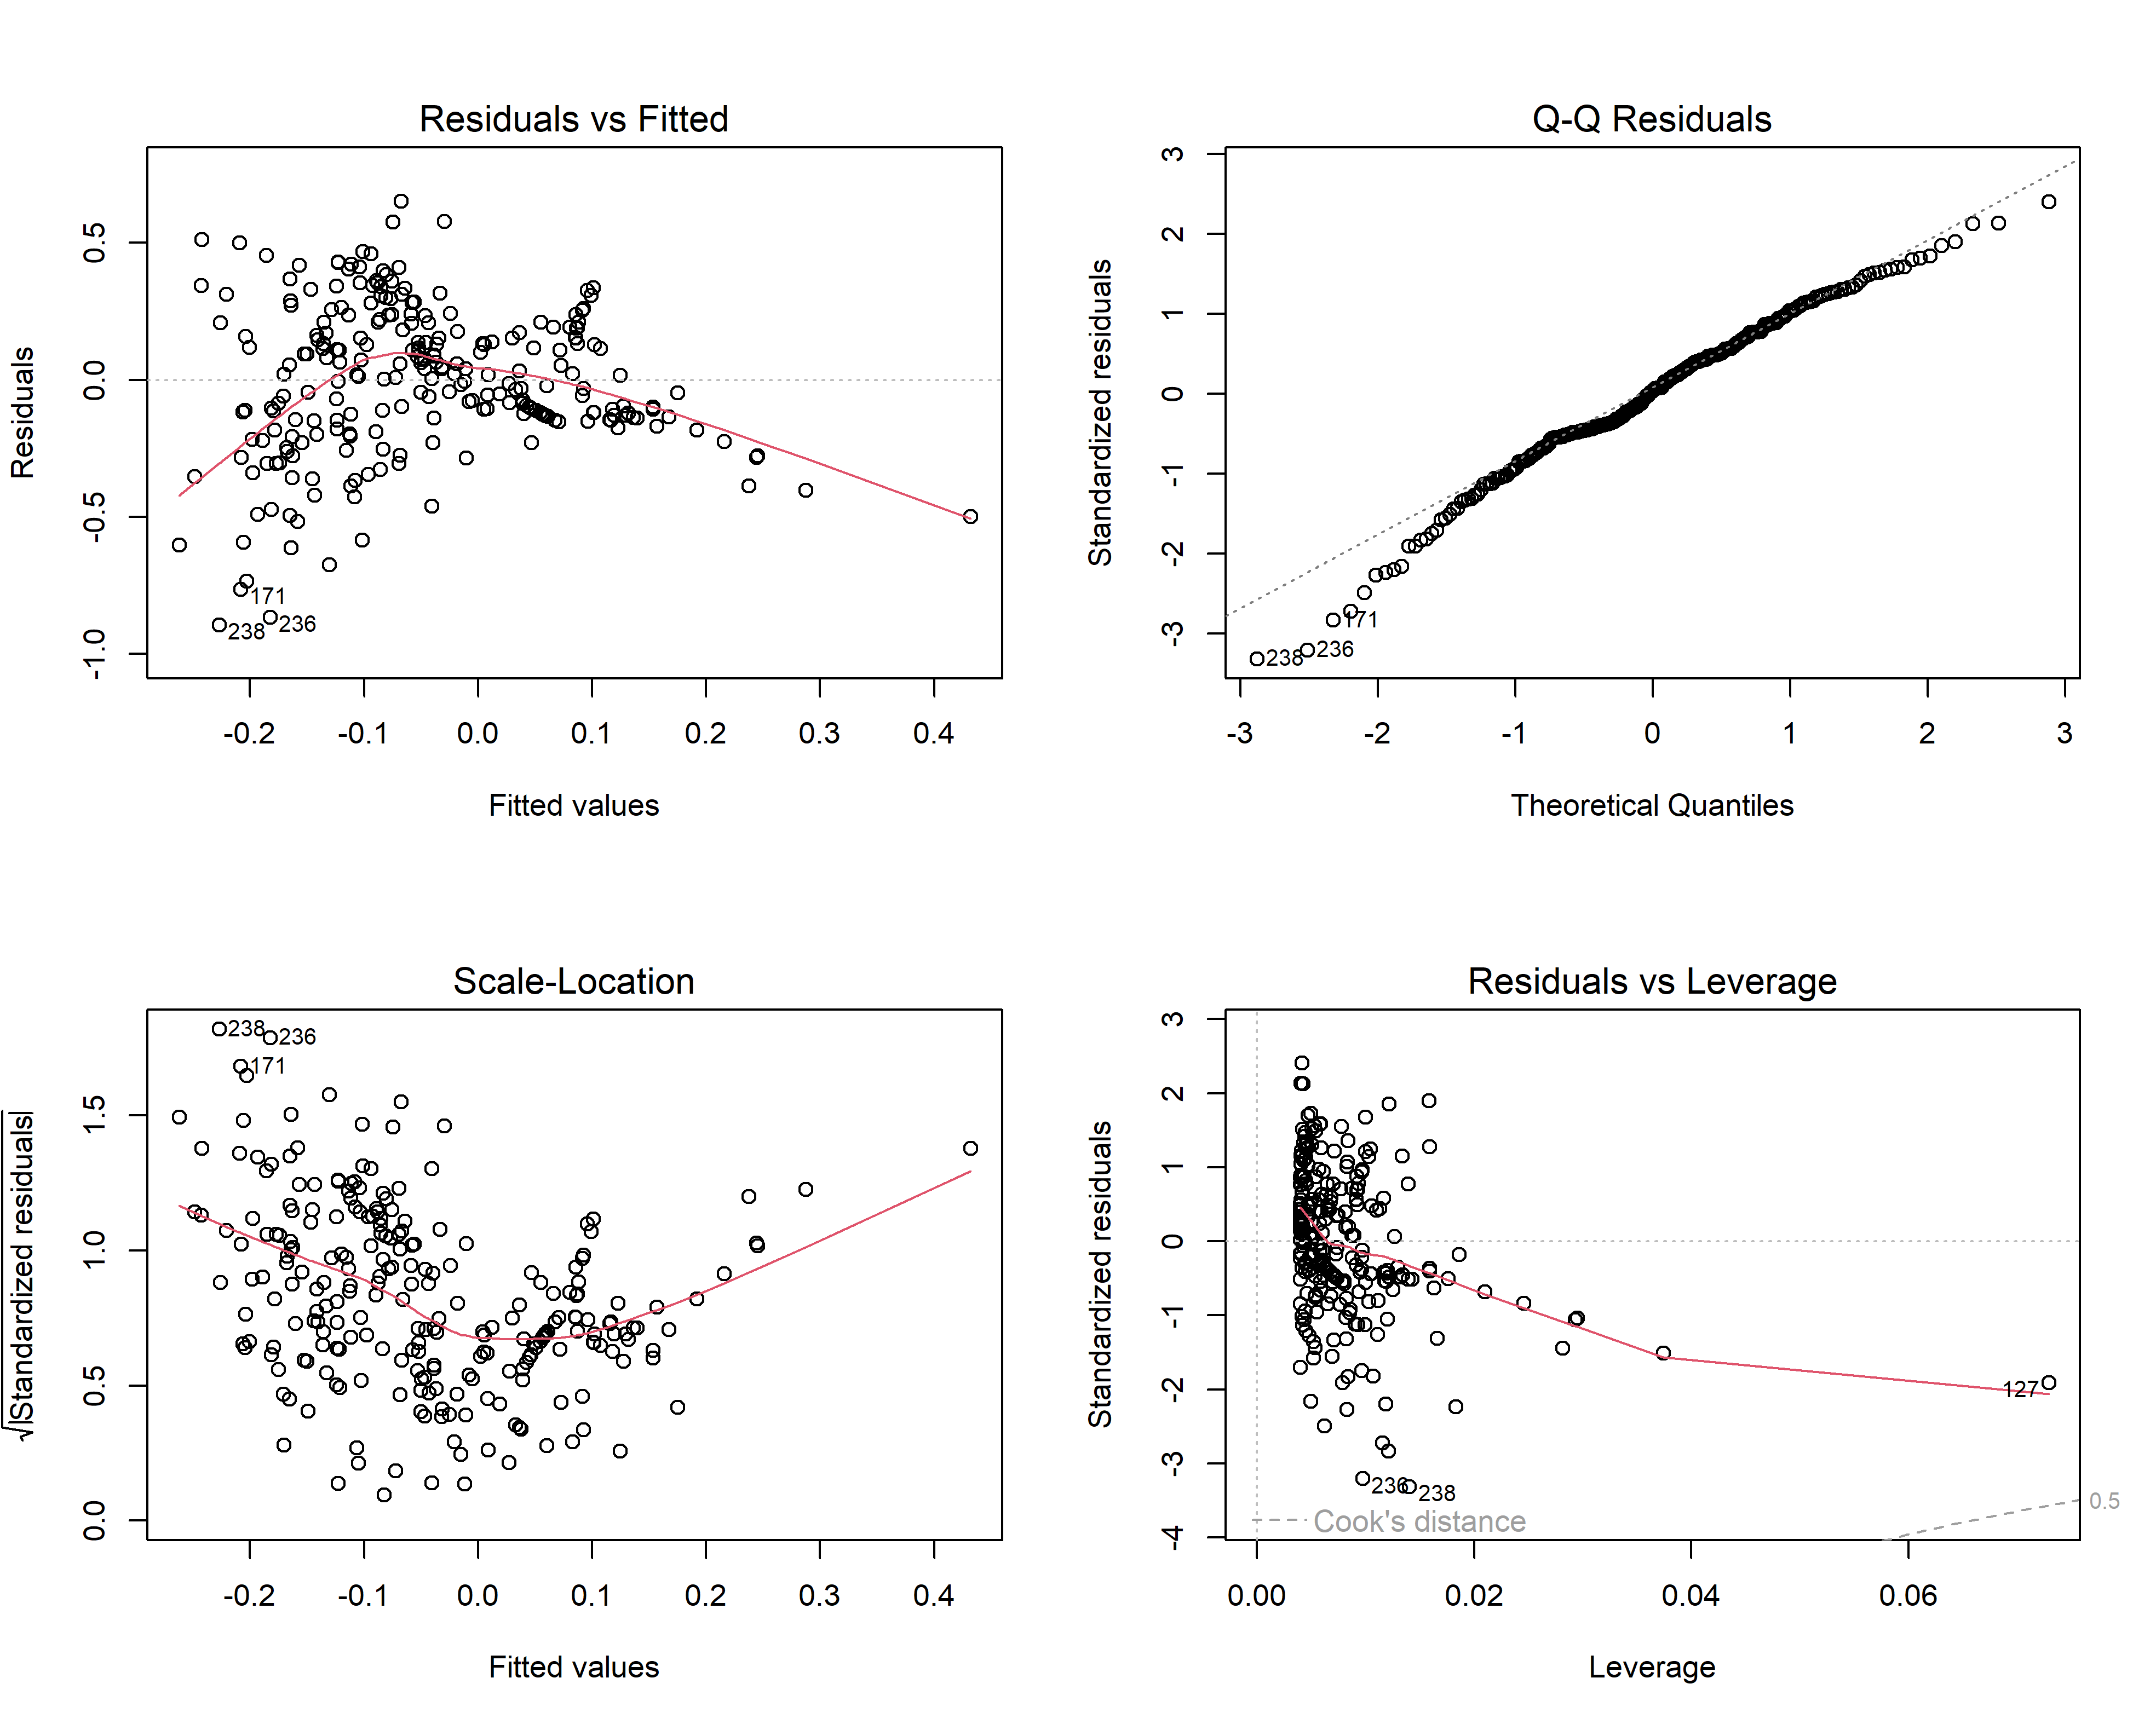 Residuals vs Fitted
Residuals
0.5
0.0
-0.5
-1.0
171
238
236
-0.2 -0.1 0.0 0.1 0.2 0.3 0.4
Fitted values
Q-Q Residuals
Standardized residuals
3
2
1
0
-1
-2
-3
171
238
236
-3 -2 -1 0 1 2 3
Theoretical Quantiles
Scale-Location
√|Standardized residuals|
1.5
1.0
0.5
0.0
238
236
171
-0.2 -0.1 0.0 0.1 0.2 0.3 0.4
Fitted values
Residuals vs Leverage
Standardized residuals
3
2
1
0
-1
-2
-3
-4
127
236
238
Cook's distance
0.5
0.00 0.02 0.04 0.06
Leverage